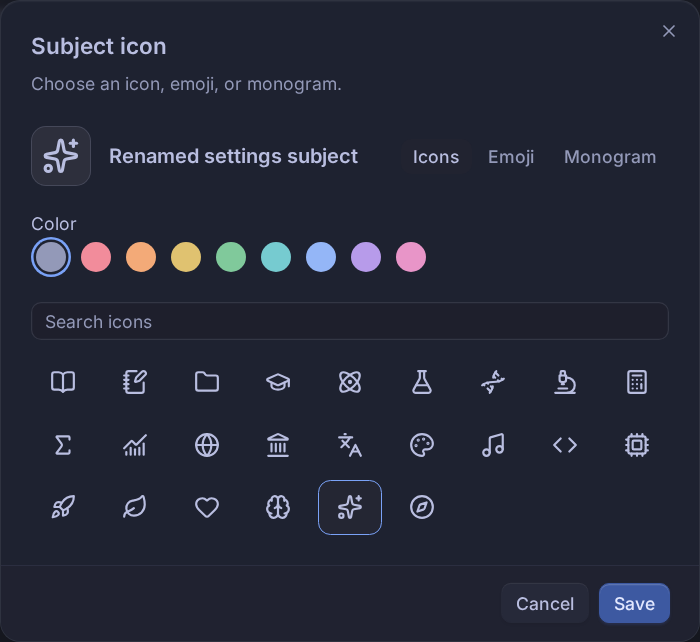 Subject icon
Choose an icon, emoji, or monogram.
Renamed settings subject
Icons Emoji Monogram
Color
Search icons
Cancel Save